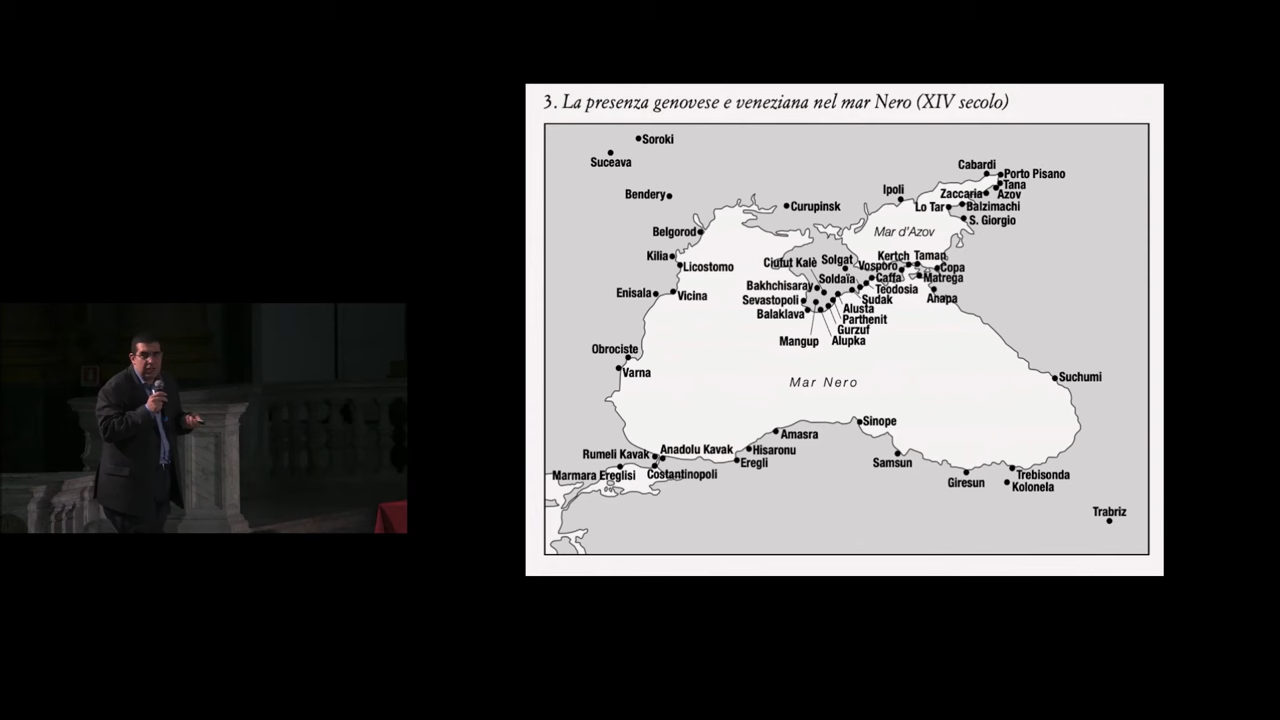 3. La presenza genovese e veneziana nel mar Nero (XIV secolo)
Soroki
Suceava
Cabardi
Porto Pisano
Tana
Ipoli
Zaccaria
Azov
Bendery
Curupinsk
Lo Tar
Balzimachi
S. Giorgio
Belgorod
Mar d'Azov
Kilia
Licostomo
Ciufut Kalè
Solgat
Vosporo
Kertch
Taman
Copa
Soldaïa
Caffa
Matrega
Bakhchisaray
Teodosia
Enisala
Vicina
Sevastopoli
Sudak
Anapa
Balaklava
Alusta
Parthenit
Gurzuf
Mangup
Alupka
Obrociste
Varna
Mar Nero
Suchumi
Sinope
Amasra
Rumeli Kavak
Anadolu Kavak
Hisaronu
Eregli
Samsun
Marmara Ereglisi
Costantinopoli
Giresun
Trebisonda
Kolonela
Trabriz